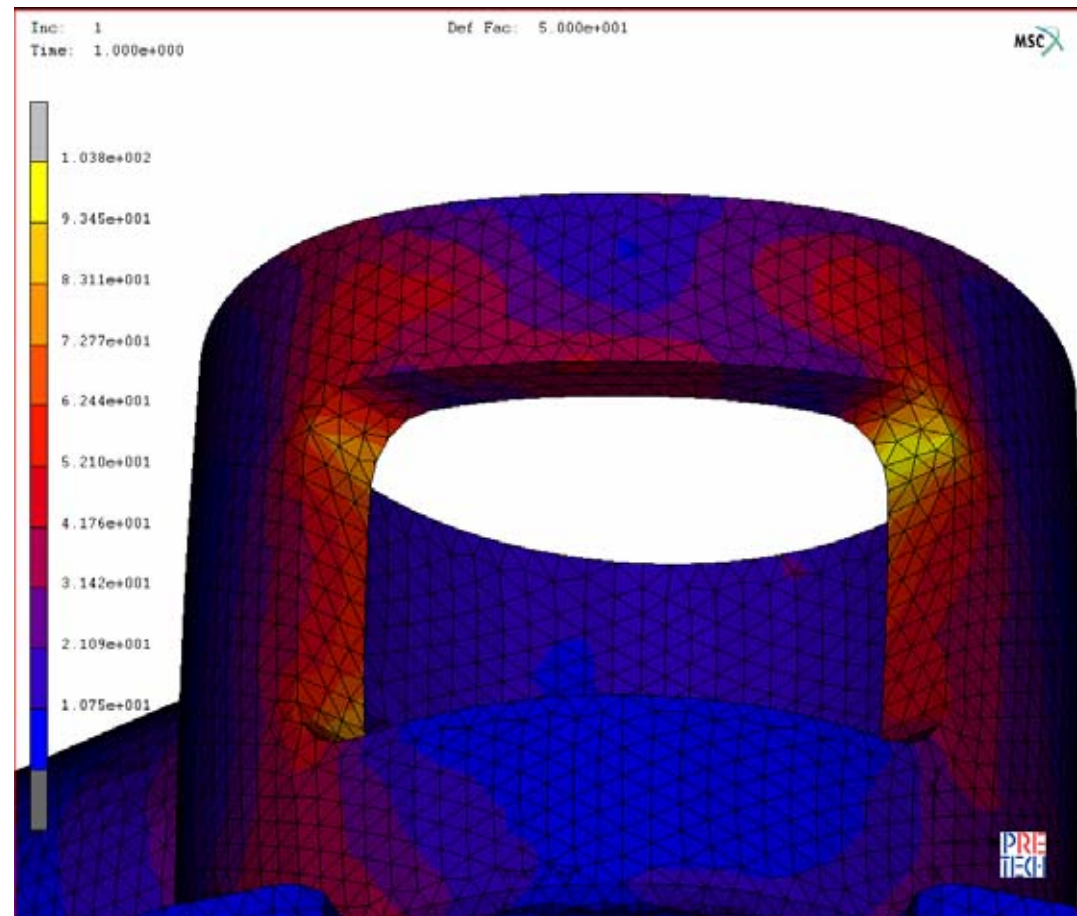 Inc: 1
Time: 1.000e+000
Def Fac: 5.000e+001
MSC
1.038e+002
9.345e+001
8.311e+001
7.277e+001
6.244e+001
5.210e+001
4.176e+001
3.142e+001
2.109e+001
1.075e+001
PRE
TECH